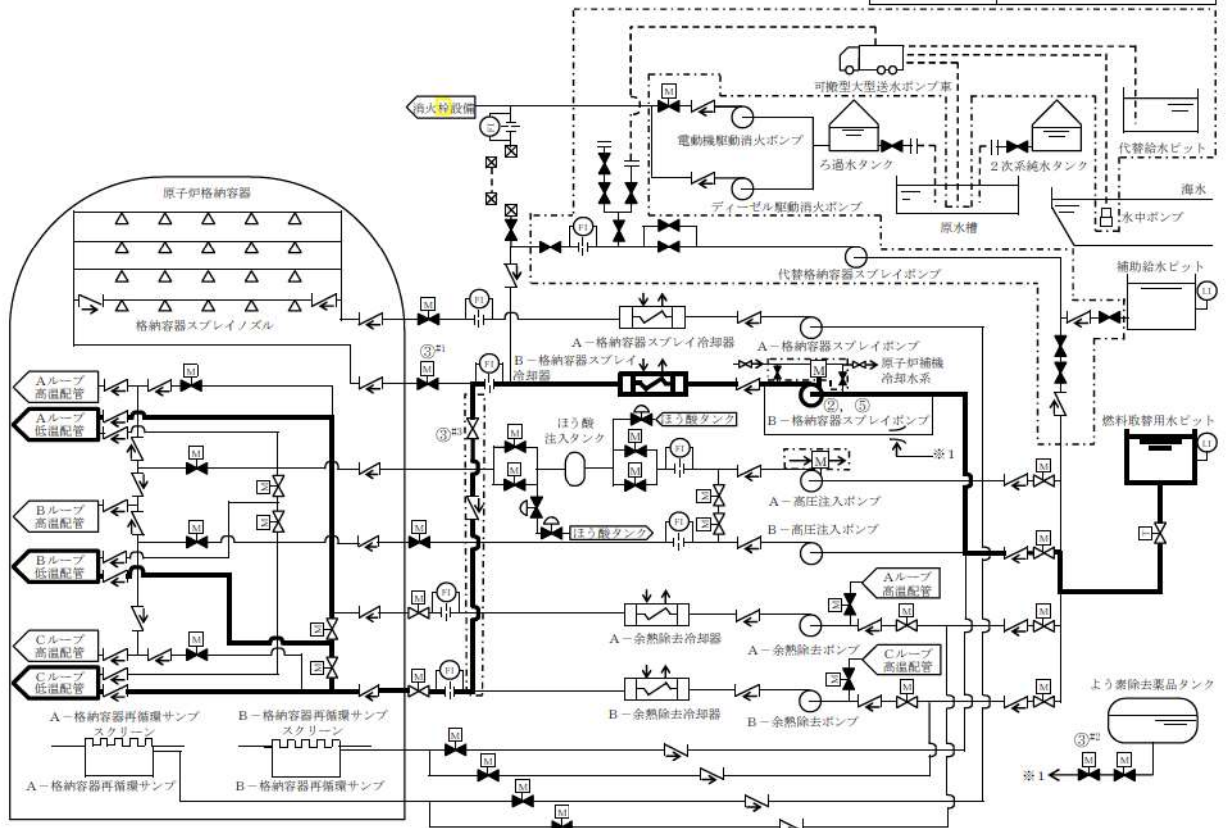 消火栓設備
FI
M
可搬型大型送水ポンプ車
電動機駆動消火ポンプ
ろ過水タンク
2次系純水タンク
代替給水ピット
ディーゼル駆動消火ポンプ
原水槽
海水
水中ポンプ
原子炉格納容器
FI
代替格納容器スプレイポンプ
補助給水ピット
LI
格納容器スプレイノズル
M
FI
A-格納容器スプレイ冷却器
A-格納容器スプレイポンプ
③#1
M
FI
B-格納容器スプレイ
冷却器
M
原子炉補機
冷却水系
②, ⑤
B-格納容器スプレイポンプ
※1
燃料取替用水ピット
LI
T
Aループ
高温配管
M
Aループ
低温配管
③#3
ほう酸
注入タンク
ほう酸タンク
M
M
M
M
M
FI
M
M
A-高圧注入ポンプ
M
M
Bループ
高温配管
M
M
M
M
ほう酸タンク
FI
B-高圧注入ポンプ
M
Bループ
低温配管
Aループ
高温配管
M
M
FI
A-余熱除去冷却器
A-余熱除去ポンプ
M
M
M
Cループ
高温配管
M
M
Cループ
高温配管
Cループ
低温配管
M
FI
B-余熱除去冷却器
B-余熱除去ポンプ
M
M
M
よう素除去薬品タンク
A-格納容器再循環サンプ
スクリーン
B-格納容器再循環サンプ
スクリーン
A-格納容器再循環サンプ
B-格納容器再循環サンプ
M
M
M
M
③#2
M
M
※1